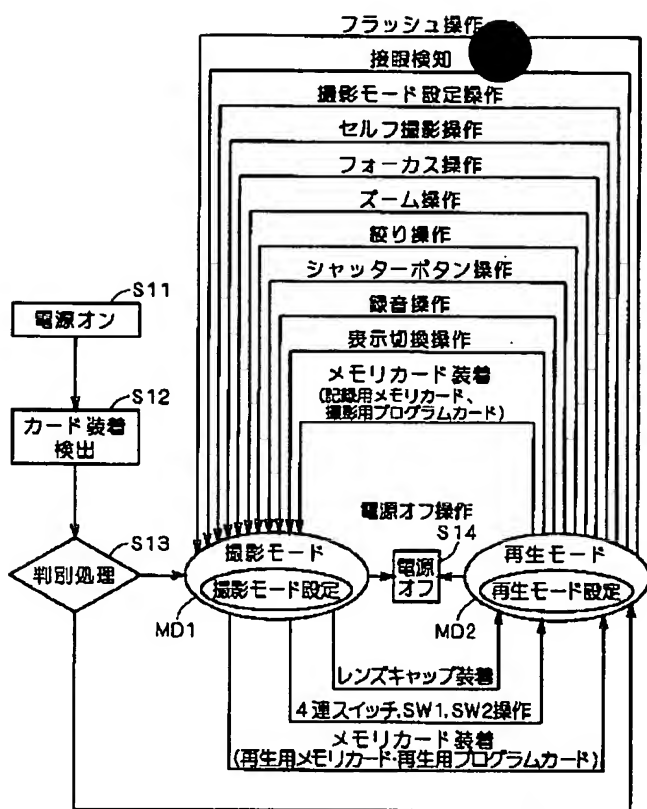 フラッシュ操作
接眼検知
撮影モード設定操作
セルフ撮影操作
フォーカス操作
ズーム操作
絞り操作
シャッターボタン操作
録音操作
表示切換操作
メモリカード装着
(記録用メモリカード、
撮影用プログラムカード)
S11
電源オン
S12
カード装着
検出
S13
判別処理
撮影モード
撮影モード設定
MD1
電源オフ操作
S14
電源
オフ
再生モード
再生モード設定
MD2
レンズキャップ装着
4連スイッチ,SW1,SW2操作
メモリカード装着
(再生用メモリカード・再生用プログラムカード)